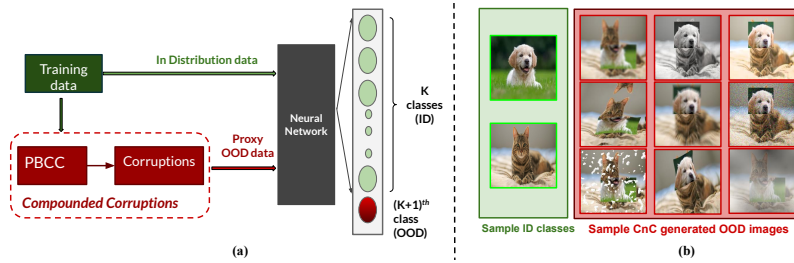 Training
data
In Distribution data
Neural
Network
K
classes
(ID)
PBCC
Corruptions
Proxy
OOD data
Compounded Corruptions
(K+1)th
class
(OOD)
(a)
Sample ID classes
Sample CnC generated OOD images
(b)